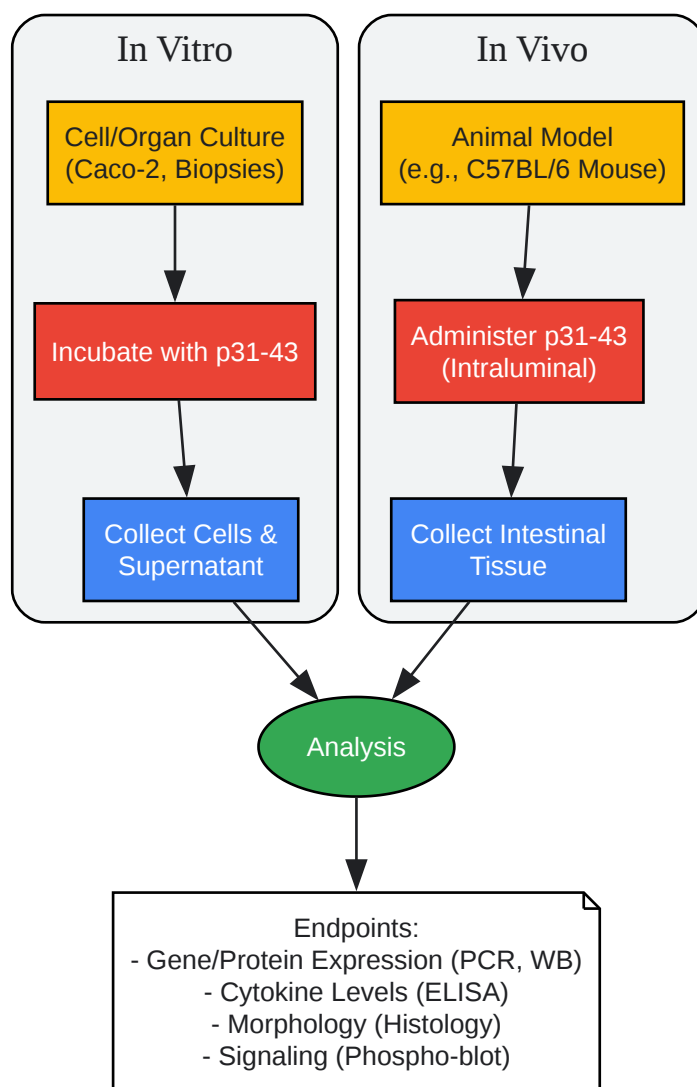 In Vitro
Cell/Organ Culture
(Caco-2, Biopsies)
Incubate with p31-43
Collect Cells &
Supernatant
In Vivo
Animal Model
(e.g., C57BL/6 Mouse)
Administer p31-43
(Intraluminal)
Collect Intestinal
Tissue
Analysis
Endpoints:
- Gene/Protein Expression (PCR, WB)
- Cytokine Levels (ELISA)
- Morphology (Histology)
- Signaling (Phospho-blot)